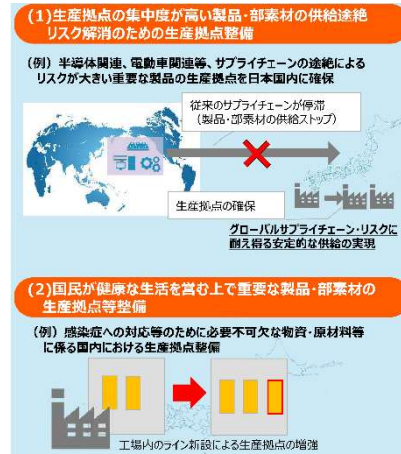 (1)生産拠点の集中度が高い製品・部素材の供給途絶
リスク解消のための生産拠点整備
(例）半導体関連、電動車関連等、サプライチェーンの途絶による
リスクが大きい重要な製品の生産拠点を日本国内に確保
従来のサプライチェーンが停滞
(製品・部素材の供給ストップ)
生産拠点の確保
グローバルサプライチェーン・リスクに
耐え得る安定的な供給の実現
(2)国民が健康な生活を営む上で重要な製品・部素材の
生産拠点等整備
(例）感染症への対応等のために必要不可欠な物資・原材料等
に係る国内における生産拠点整備
工場内のライン新設による生産拠点の増強